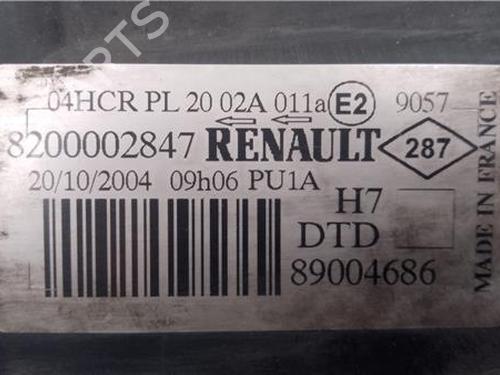 PARTS
04HCR PL 20 02A 011a E2 9057
8200002847 RENAULT 287
20/10/2004 09h06 PU1A
H7
DTD
89004686
MADE IN FRANCE